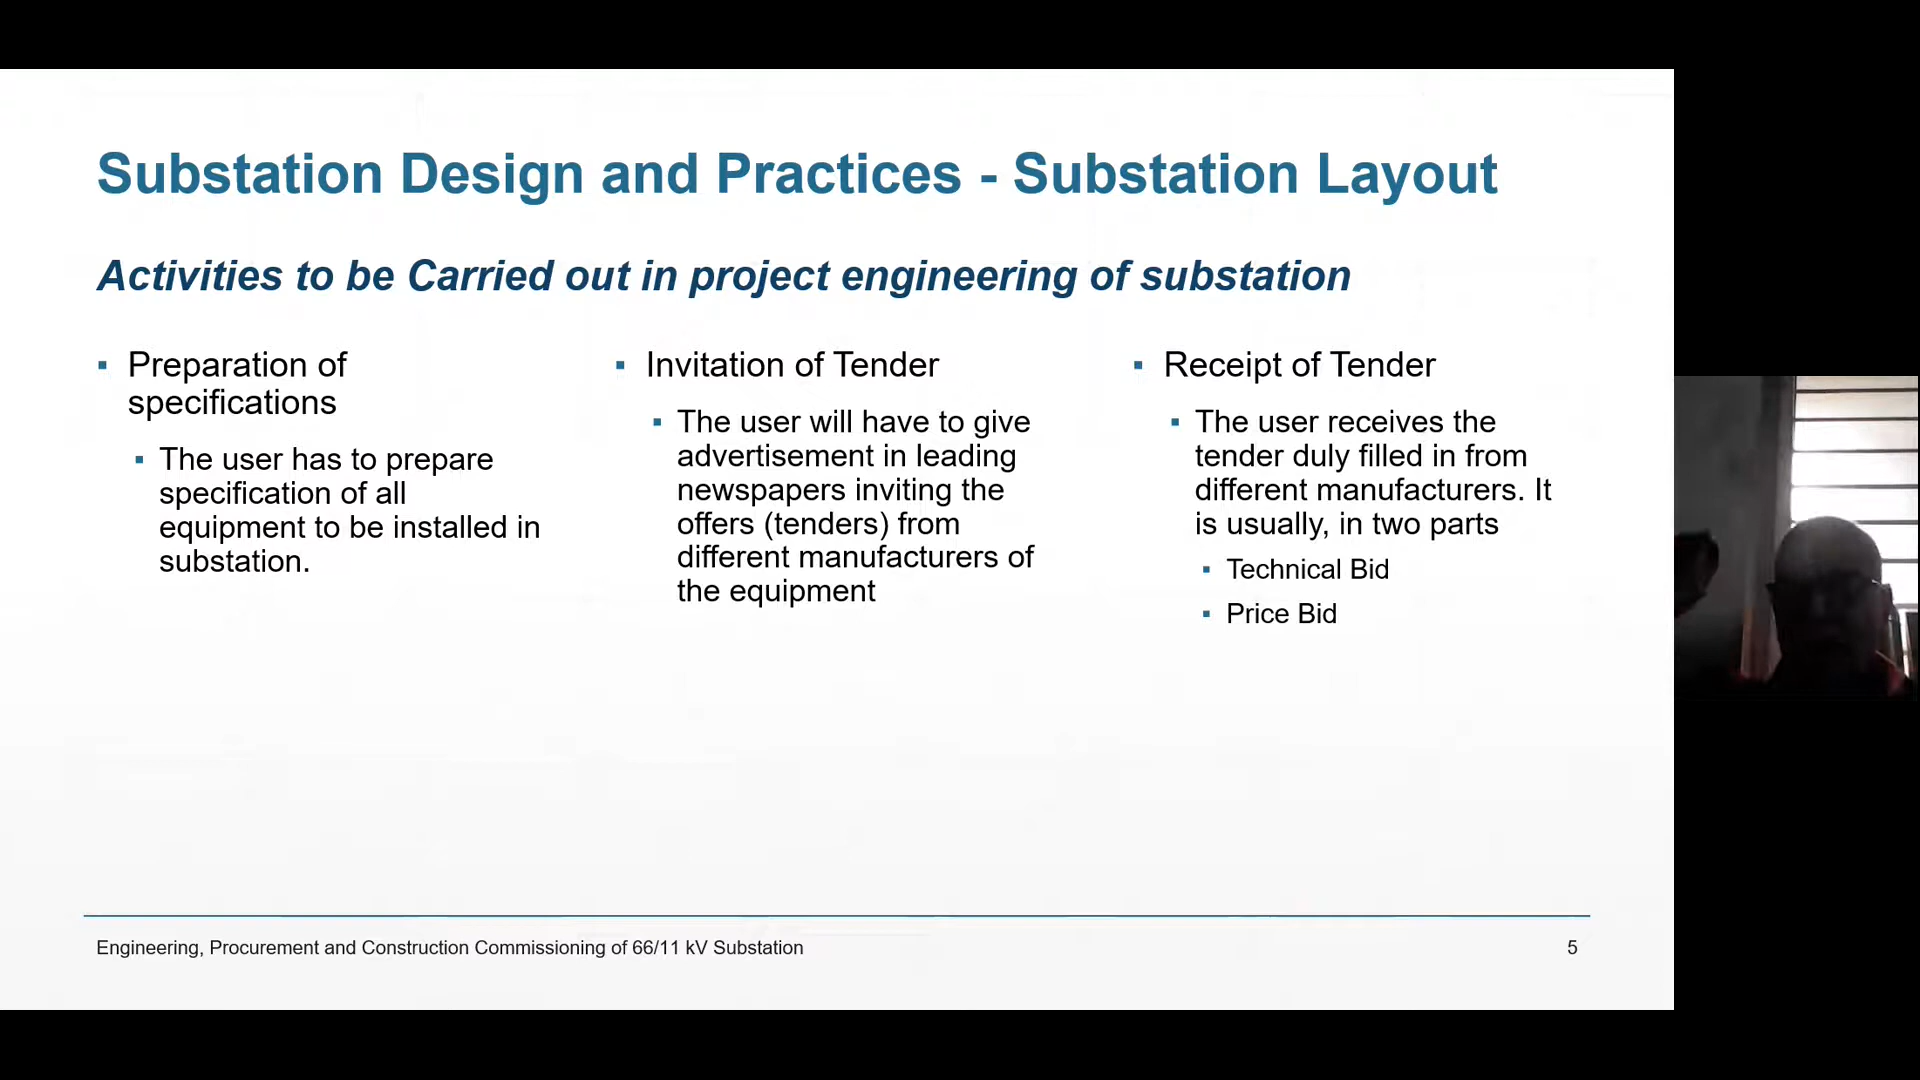 Substation Design and Practices - Substation Layout
Activities to be Carried out in project engineering of substation
▪ Preparation of
specifications
▪ The user has to prepare
specification of all
equipment to be installed in
substation.
▪ Invitation of Tender
▪ The user will have to give
advertisement in leading
newspapers inviting the
offers (tenders) from
different manufacturers of
the equipment
▪ Receipt of Tender
▪ The user receives the
tender duly filled in from
different manufacturers. It
is usually, in two parts
▪ Technical Bid
▪ Price Bid
Engineering, Procurement and Construction Commissioning of 66/11 kV Substation
5